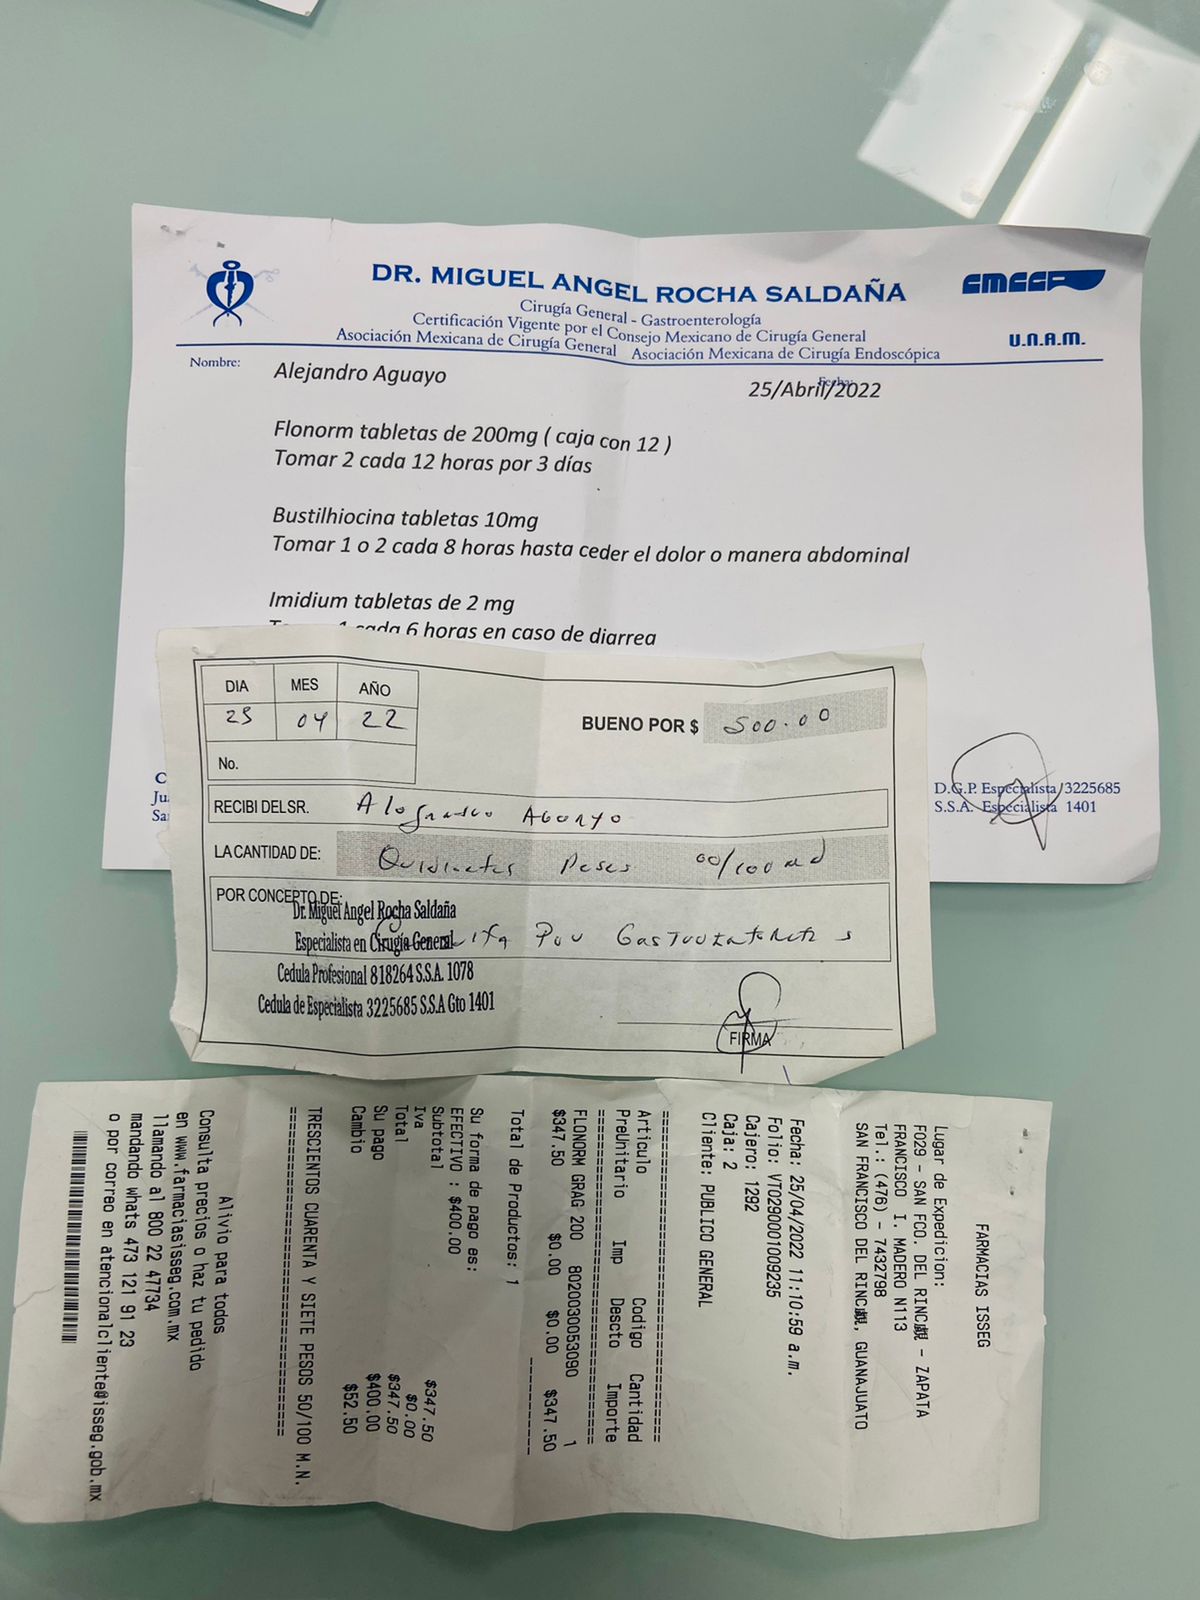 DR. MIGUEL ANGEL ROCHA SALDAÑA
Cirugía General - Gastroenterología
Certificación Vigente por el Consejo Mexicano de Cirugía General
Asociación Mexicana de Cirugía General Asociación Mexicana de Cirugía Endoscópica
U.N.A.M.
Nombre: Alejandro Aguayo
Fecha: 25/Abril/2022
Flonorm tabletas de 200mg ( caja con 12 )
Tomar 2 cada 12 horas por 3 días
Bustilhiocina tabletas 10mg
Tomar 1 o 2 cada 8 horas hasta ceder el dolor o manera abdominal
Imidium tabletas de 2 mg
1 cada 6 horas en caso de diarrea
D.G.P. Especialista 3225685
S.S.A. Especialista 1401
DIA MES AÑO
25 04 22
No.
BUENO POR $ 500.00
RECIBI DEL SR. Alejandro Aguayo
LA CANTIDAD DE: Quinientos Pesos 00/100
POR CONCEPTO DE:
Dr. Miguel Angel Rocha Saldaña
Especialista en Cirugía General
Cedula Profesional 818264 S.S.A. 1078
Cedula de Especialista 3225685 S.S.A Gto 1401
FIRMA
FARMACIAS ISSEG
Lugar de Expedicion:
F029 - SAN FCO. DEL RINC - ZAPATA
FRANCISCO I. MADERO N113
Tel.: (476) - 7432798
SAN FRANCISCO DEL RINC, GUANAJUATO
Fecha: 25/04/2022 11:10:59 a.m.
Folio: VT0290001009235
Cajero: 1292
Caja: 2
Cliente: PUBLICO GENERAL
Articulo Codigo Cantidad
PreUnitario Imp Descto Importe
FLONORM GRAG 200 8020030053090 1
$347.50 $0.00 $0.00 $347.50
Total de Productos: 1
Su forma de pago es:
EFECTIVO : $400.00
Subtotal $347.50
Iva $0.00
Total $347.50
Su pago $400.00
Cambio $52.50
TRESCIENTOS CUARENTA Y SIETE PESOS 50/100 M.N.
Alivio para todos
Consulta precios o haz tu pedido
en www.farmaciasisseg.com.mx
llamando al 800 22 47734
mandando whats 473 121 91 23
o por correo en atencionalcliente@isseg.gob.mx